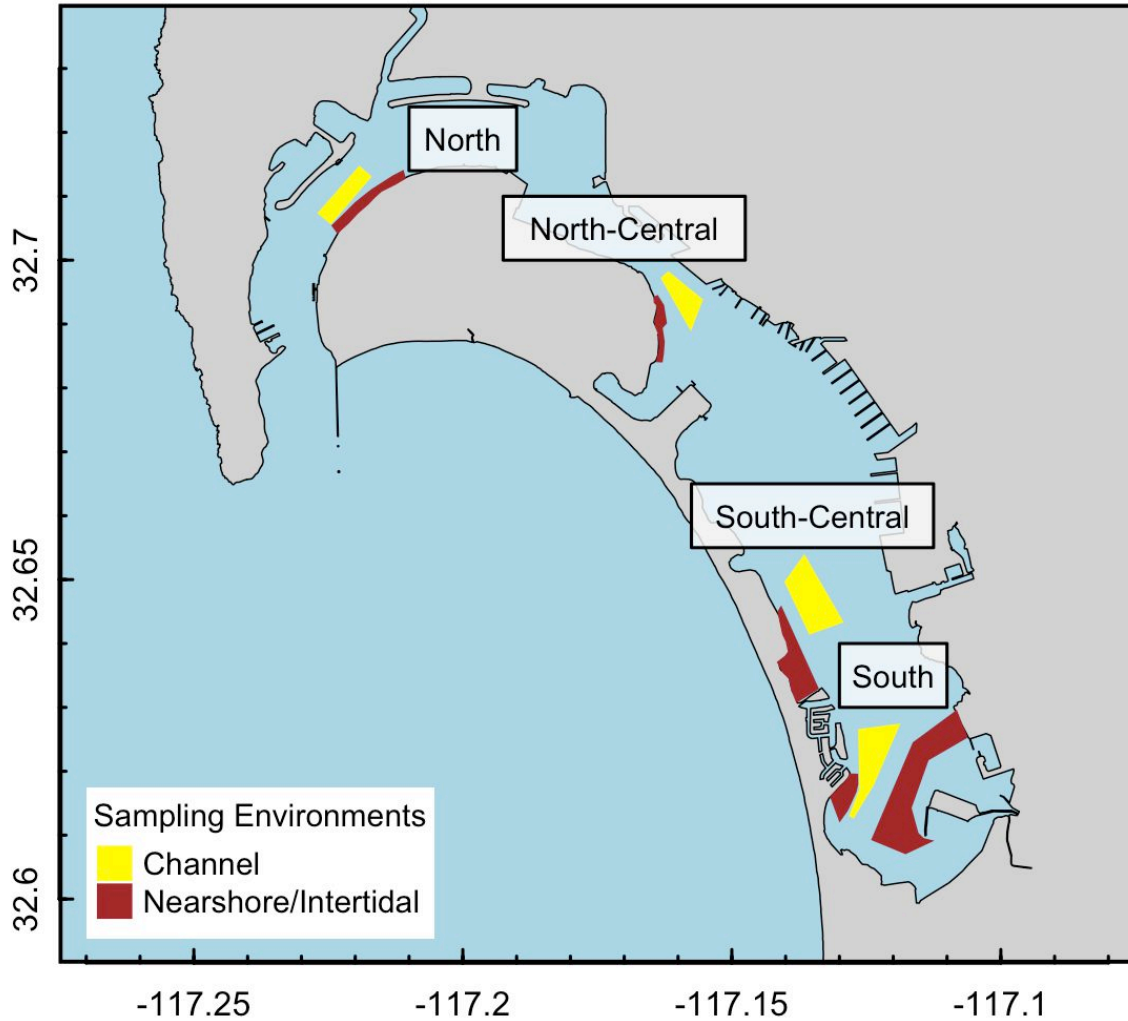 North
North-Central
32.7
South-Central
32.65
South
Sampling Environments
Channel
Nearshore/Intertidal
32.6
-117.25
-117.2
-117.15
-117.1